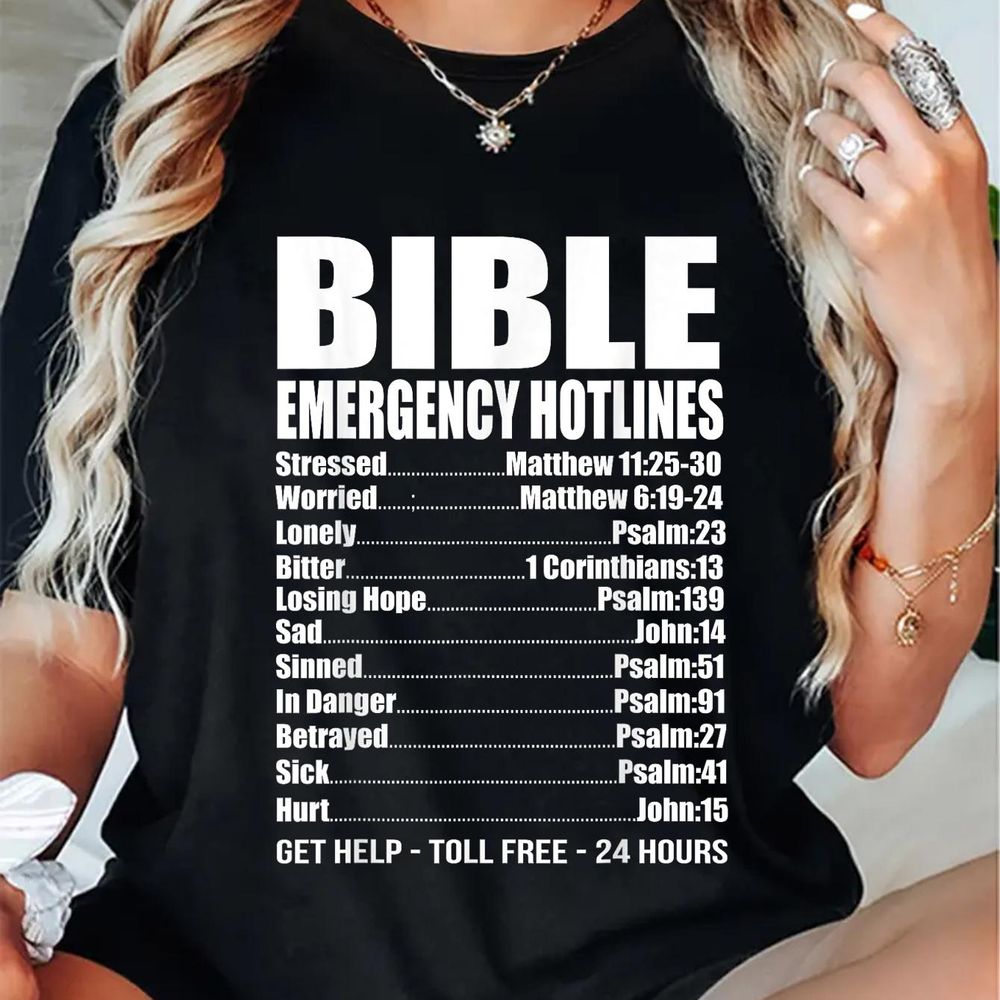 BIBLE
EMERGENCY HOTLINES
Stressed........................Matthew 11:25-30
Worried.......;.....................Matthew 6:19-24
Lonely....................................................Psalm:23
Bitter....................................1 Corinthians:13
Losing Hope..................................Psalm:139
Sad...............................................................John:14
Sinned...................................................Psalm:51
In Danger............................................Psalm:91
Betrayed..............................................Psalm:27
Sick..........................................................Psalm:41
Hurt..............................................................John:15
GET HELP - TOLL FREE - 24 HOURS